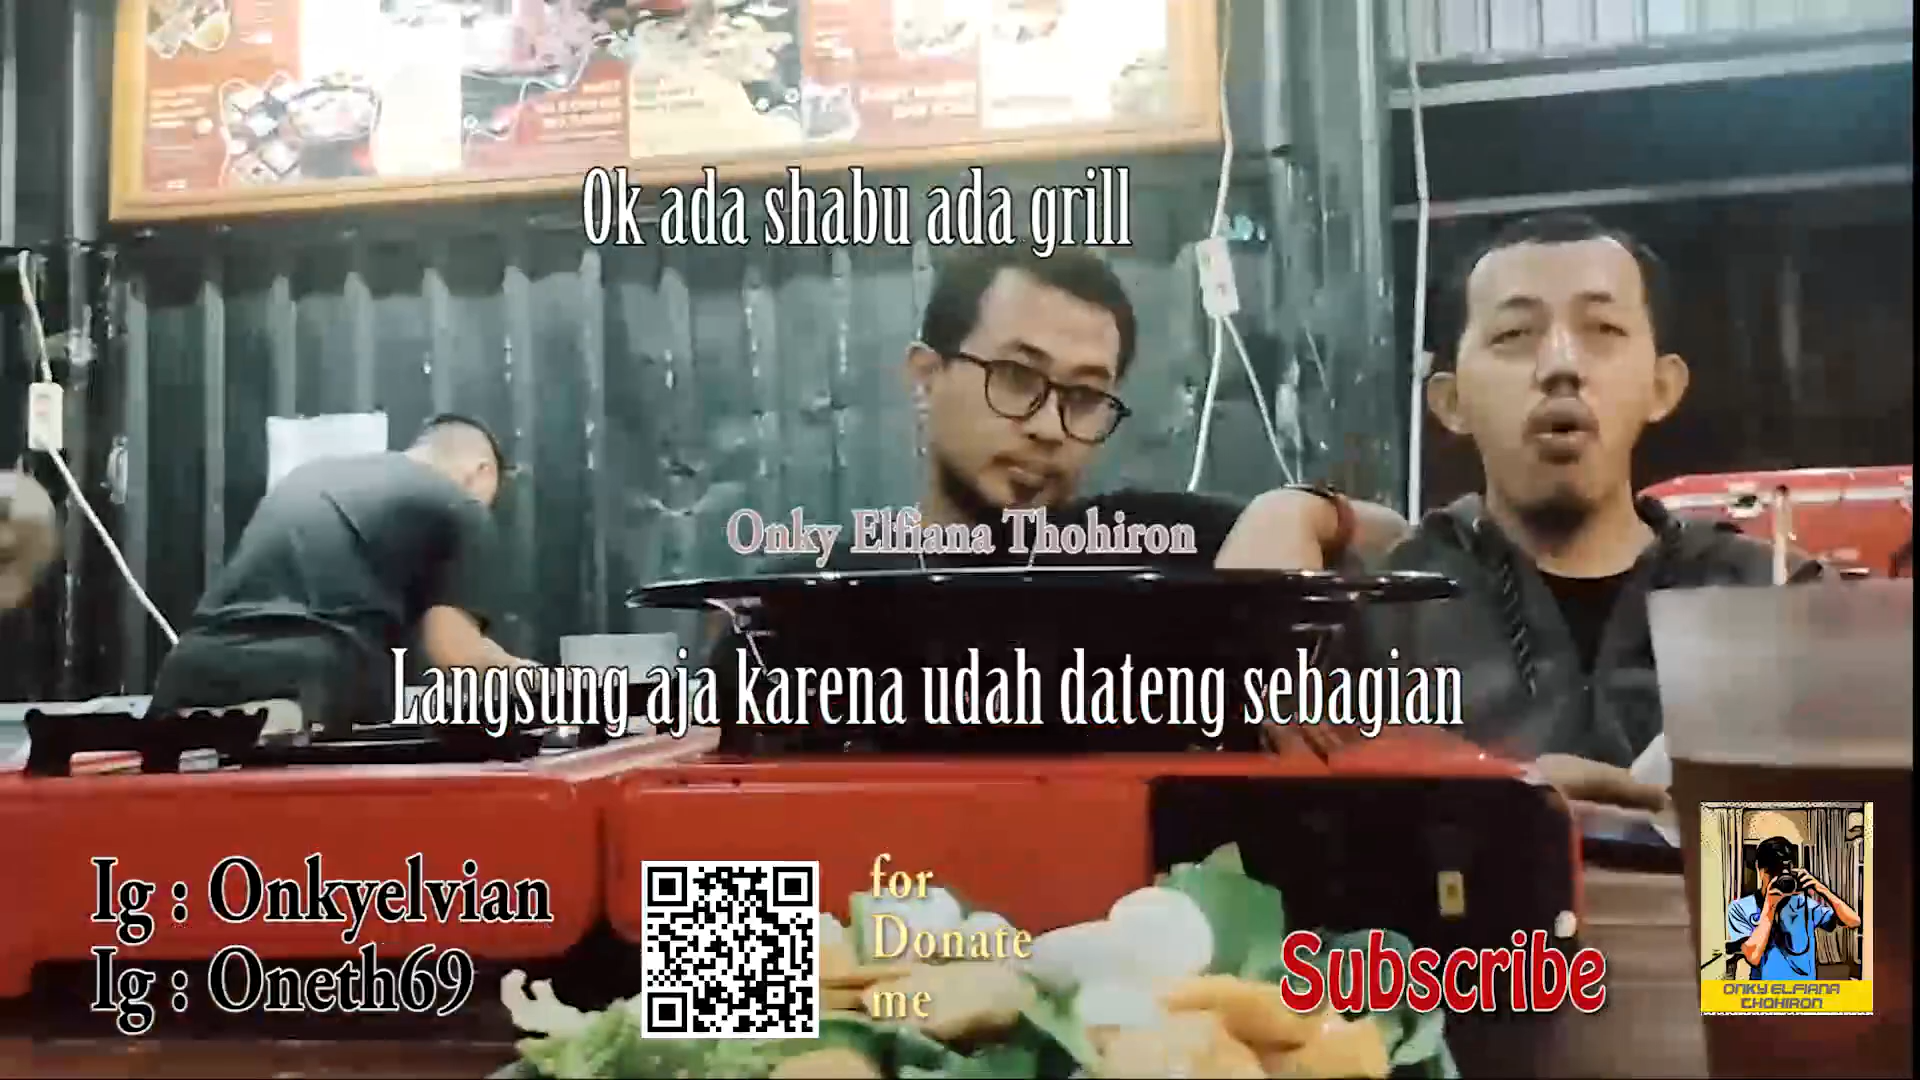 Ok ada shabu ada grill
Onky Elfiana Thohiron
Langsung aja karena udah dateng sebagian
Ig : Onkyelvian
Ig : Oneth69
for
Donate
me
Subscribe
ONKY ELFIANA
THOHIRON